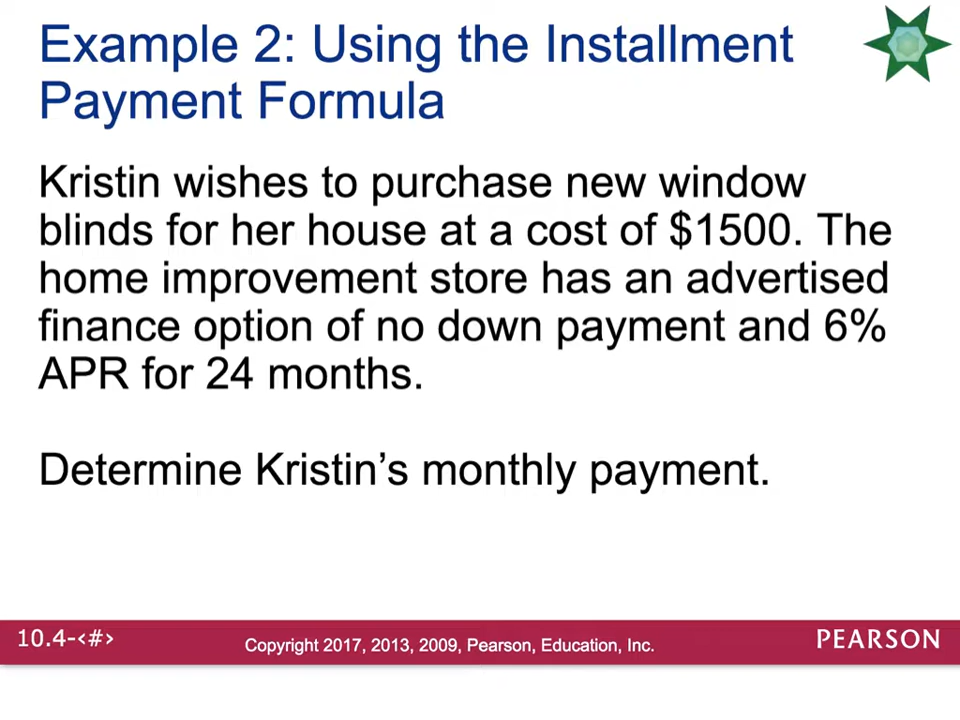 Example 2: Using the Installment
Payment Formula
Kristin wishes to purchase new window
blinds for her house at a cost of $1500. The
home improvement store has an advertised
finance option of no down payment and 6%
APR for 24 months.
Determine Kristin’s monthly payment.
10.4-‹#›
Copyright 2017, 2013, 2009, Pearson, Education, Inc.
PEARSON